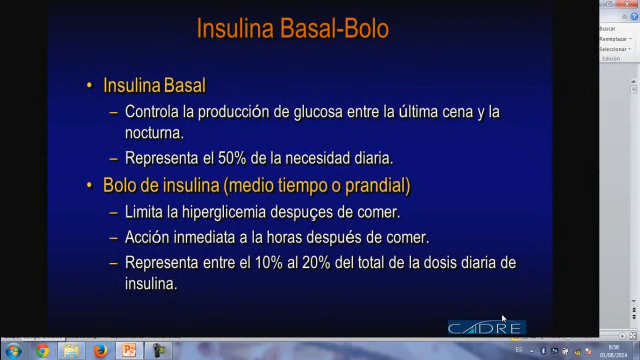 Insulina Basal-Bolo
• Insulina Basal
– Controla la producción de glucosa entre la última cena y la
nocturna.
– Representa el 50% de la necesidad diaria.
• Bolo de insulina (medio tiempo o prandial)
– Limita la hiperglicemia despuçes de comer.
– Acción inmediata a la horas después de comer.
– Representa entre el 10% al 20% del total de la dosis diaria de
insulina.
CADRE
Buscar
Reemplazar
Seleccionar
Edición
ES